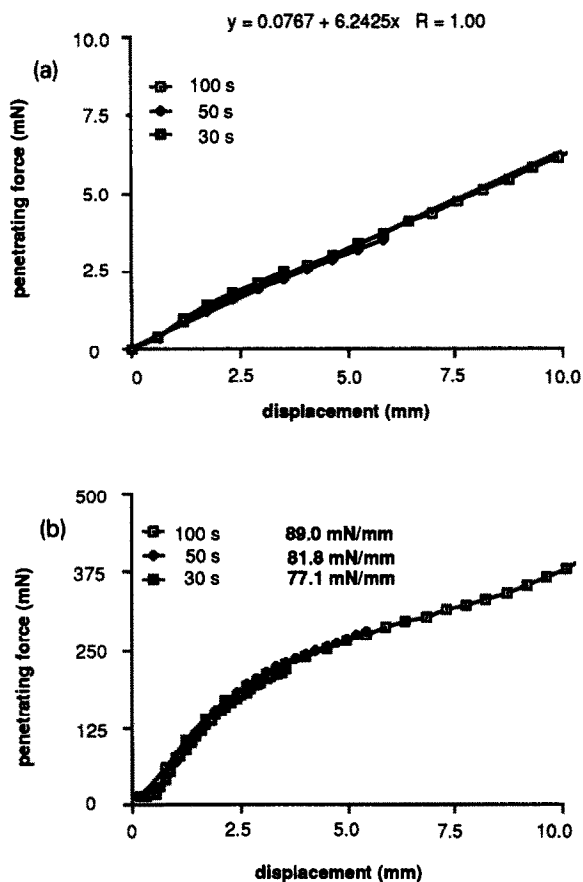 y = 0.0767 + 6.2425x R = 1.00
(a)
10.0
7.5
5.0
2.5
0
penetrating force (mN)
100 s
50 s
30 s
0 2.5 5.0 7.5 10.0
displacement (mm)
(b)
500
375
250
125
0
penetrating force (mN)
100 s 89.0 mN/mm
50 s 81.8 mN/mm
30 s 77.1 mN/mm
0 2.5 5.0 7.5 10.0
displacement (mm)